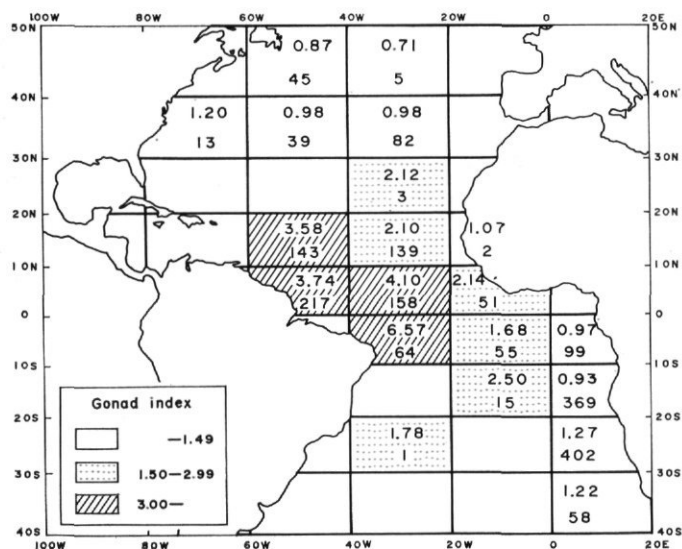 100W 80W 60W 40W 20W 0 20E
50N 50N
0.87 0.71
45 5
40N 40N
1.20 0.98 0.98
13 39 82
30N 30N
2.12
3
20N 20N
3.58 2.10 1.07
143 139 2
10N 10N
3.74 4.10 2.14
217 158 51
0 0
6.57 1.68 0.97
64 55 99
10S 10S
2.50 0.93
15 369
Gonad index
20S 20S
—1.49
1.78 1.27
1 402
1.50—2.99
30S 30S
3.00—
1.22
58
40S 40S
100W 80W 60W 40W 20W 0 20E